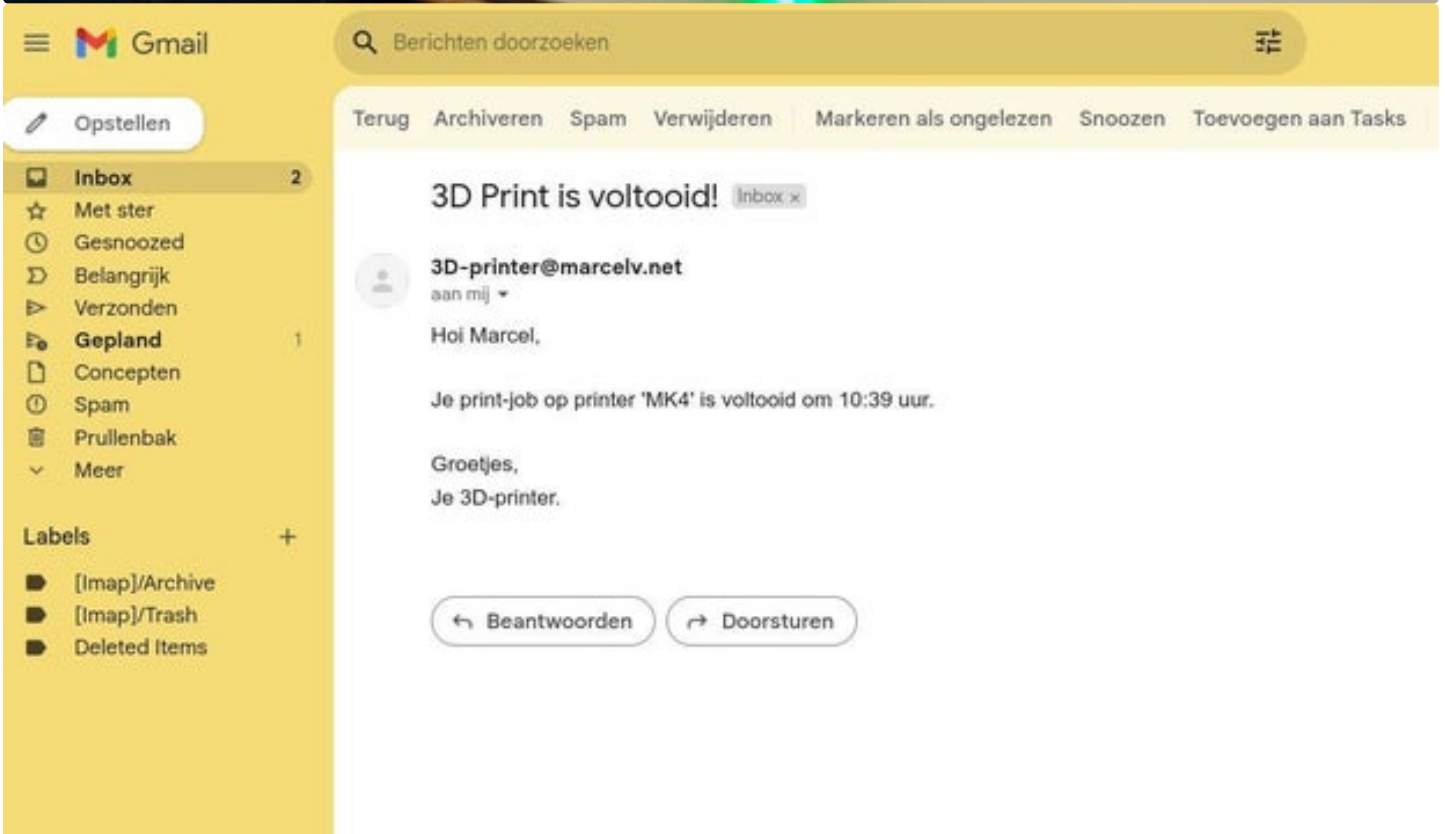 Gmail
Berichten doorzoeken
Opstellen
Terug Archiveren Spam Verwijderen Markeren als ongelezen Snoozen Toevoegen aan Tasks
Inbox 2
Met ster
Gesnoozed
Belangrijk
Verzonden
Gepland 1
Concepten
Spam
Prullenbak
Meer
Labels +
[Imap]/Archive
[Imap]/Trash
Deleted Items
3D Print is voltooid! Inbox ×
3D-printer@marcelv.net
aan mij
Hoi Marcel,
Je print-job op printer 'MK4' is voltooid om 10:39 uur.
Groetjes,
Je 3D-printer.
Beantwoorden Doorsturen